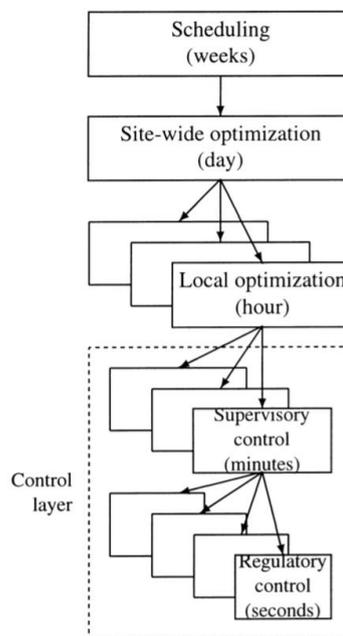 Scheduling
(weeks)
Site-wide optimization
(day)
Local optimization
(hour)
Supervisory
control
(minutes)
Control
layer
Regulatory
control
(seconds)